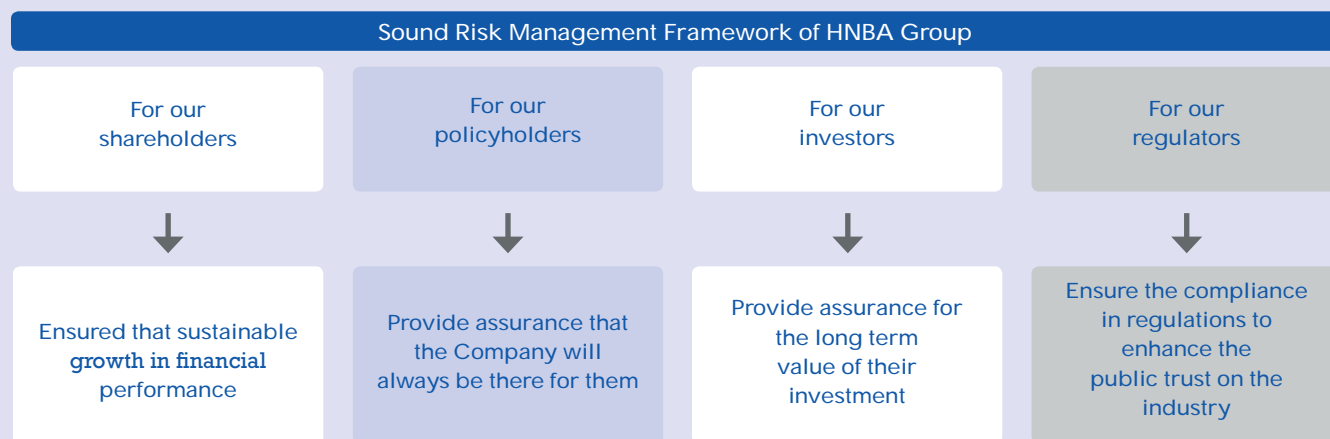 Sound Risk Management Framework of HNBA Group
For our
shareholders
For our
policyholders
For our
investors
For our
regulators
Ensured that sustainable
growth in financial
performance
Provide assurance that
the Company will
always be there for them
Provide assurance for
the long term
value of their
investment
Ensure the compliance
in regulations to
enhance the
public trust on the
industry